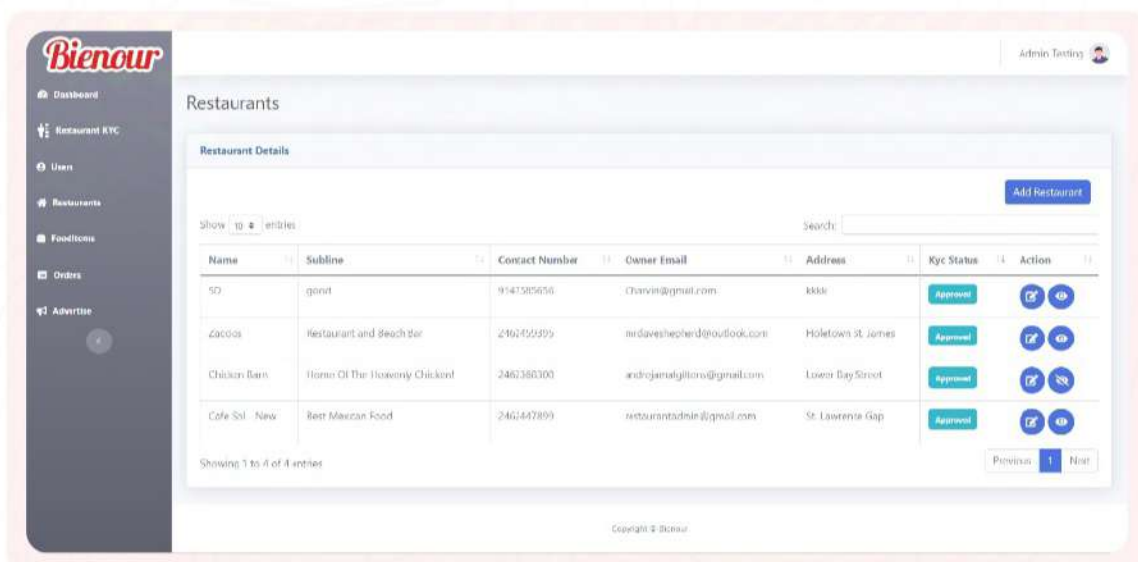 Bienour
Admin Testing
Dashboard
Restaurant KYC
Users
Restaurants
FoodItems
Orders
Advertise
Restaurants
Restaurant Details
Add Restaurant
Show 10 entries
Search:
Name Subline Contact Number Owner Email Address Kyc Status Action
SD good kkkk Approved
Zacoos Restaurant and Beach Bar mrdaveshepherd@outlook.com Holetown St. James Approved
Chicken Barn Home Of The Heavenly Chicken! Lower Bay Street Approved
Cafe Sol New Best Mexican Food 2462447899 restaurantadmin@gmail.com St. Lawrense Gap Approved
Showing 1 to 4 of 4 entries
Previous 1 Next
Copyright © Bienour